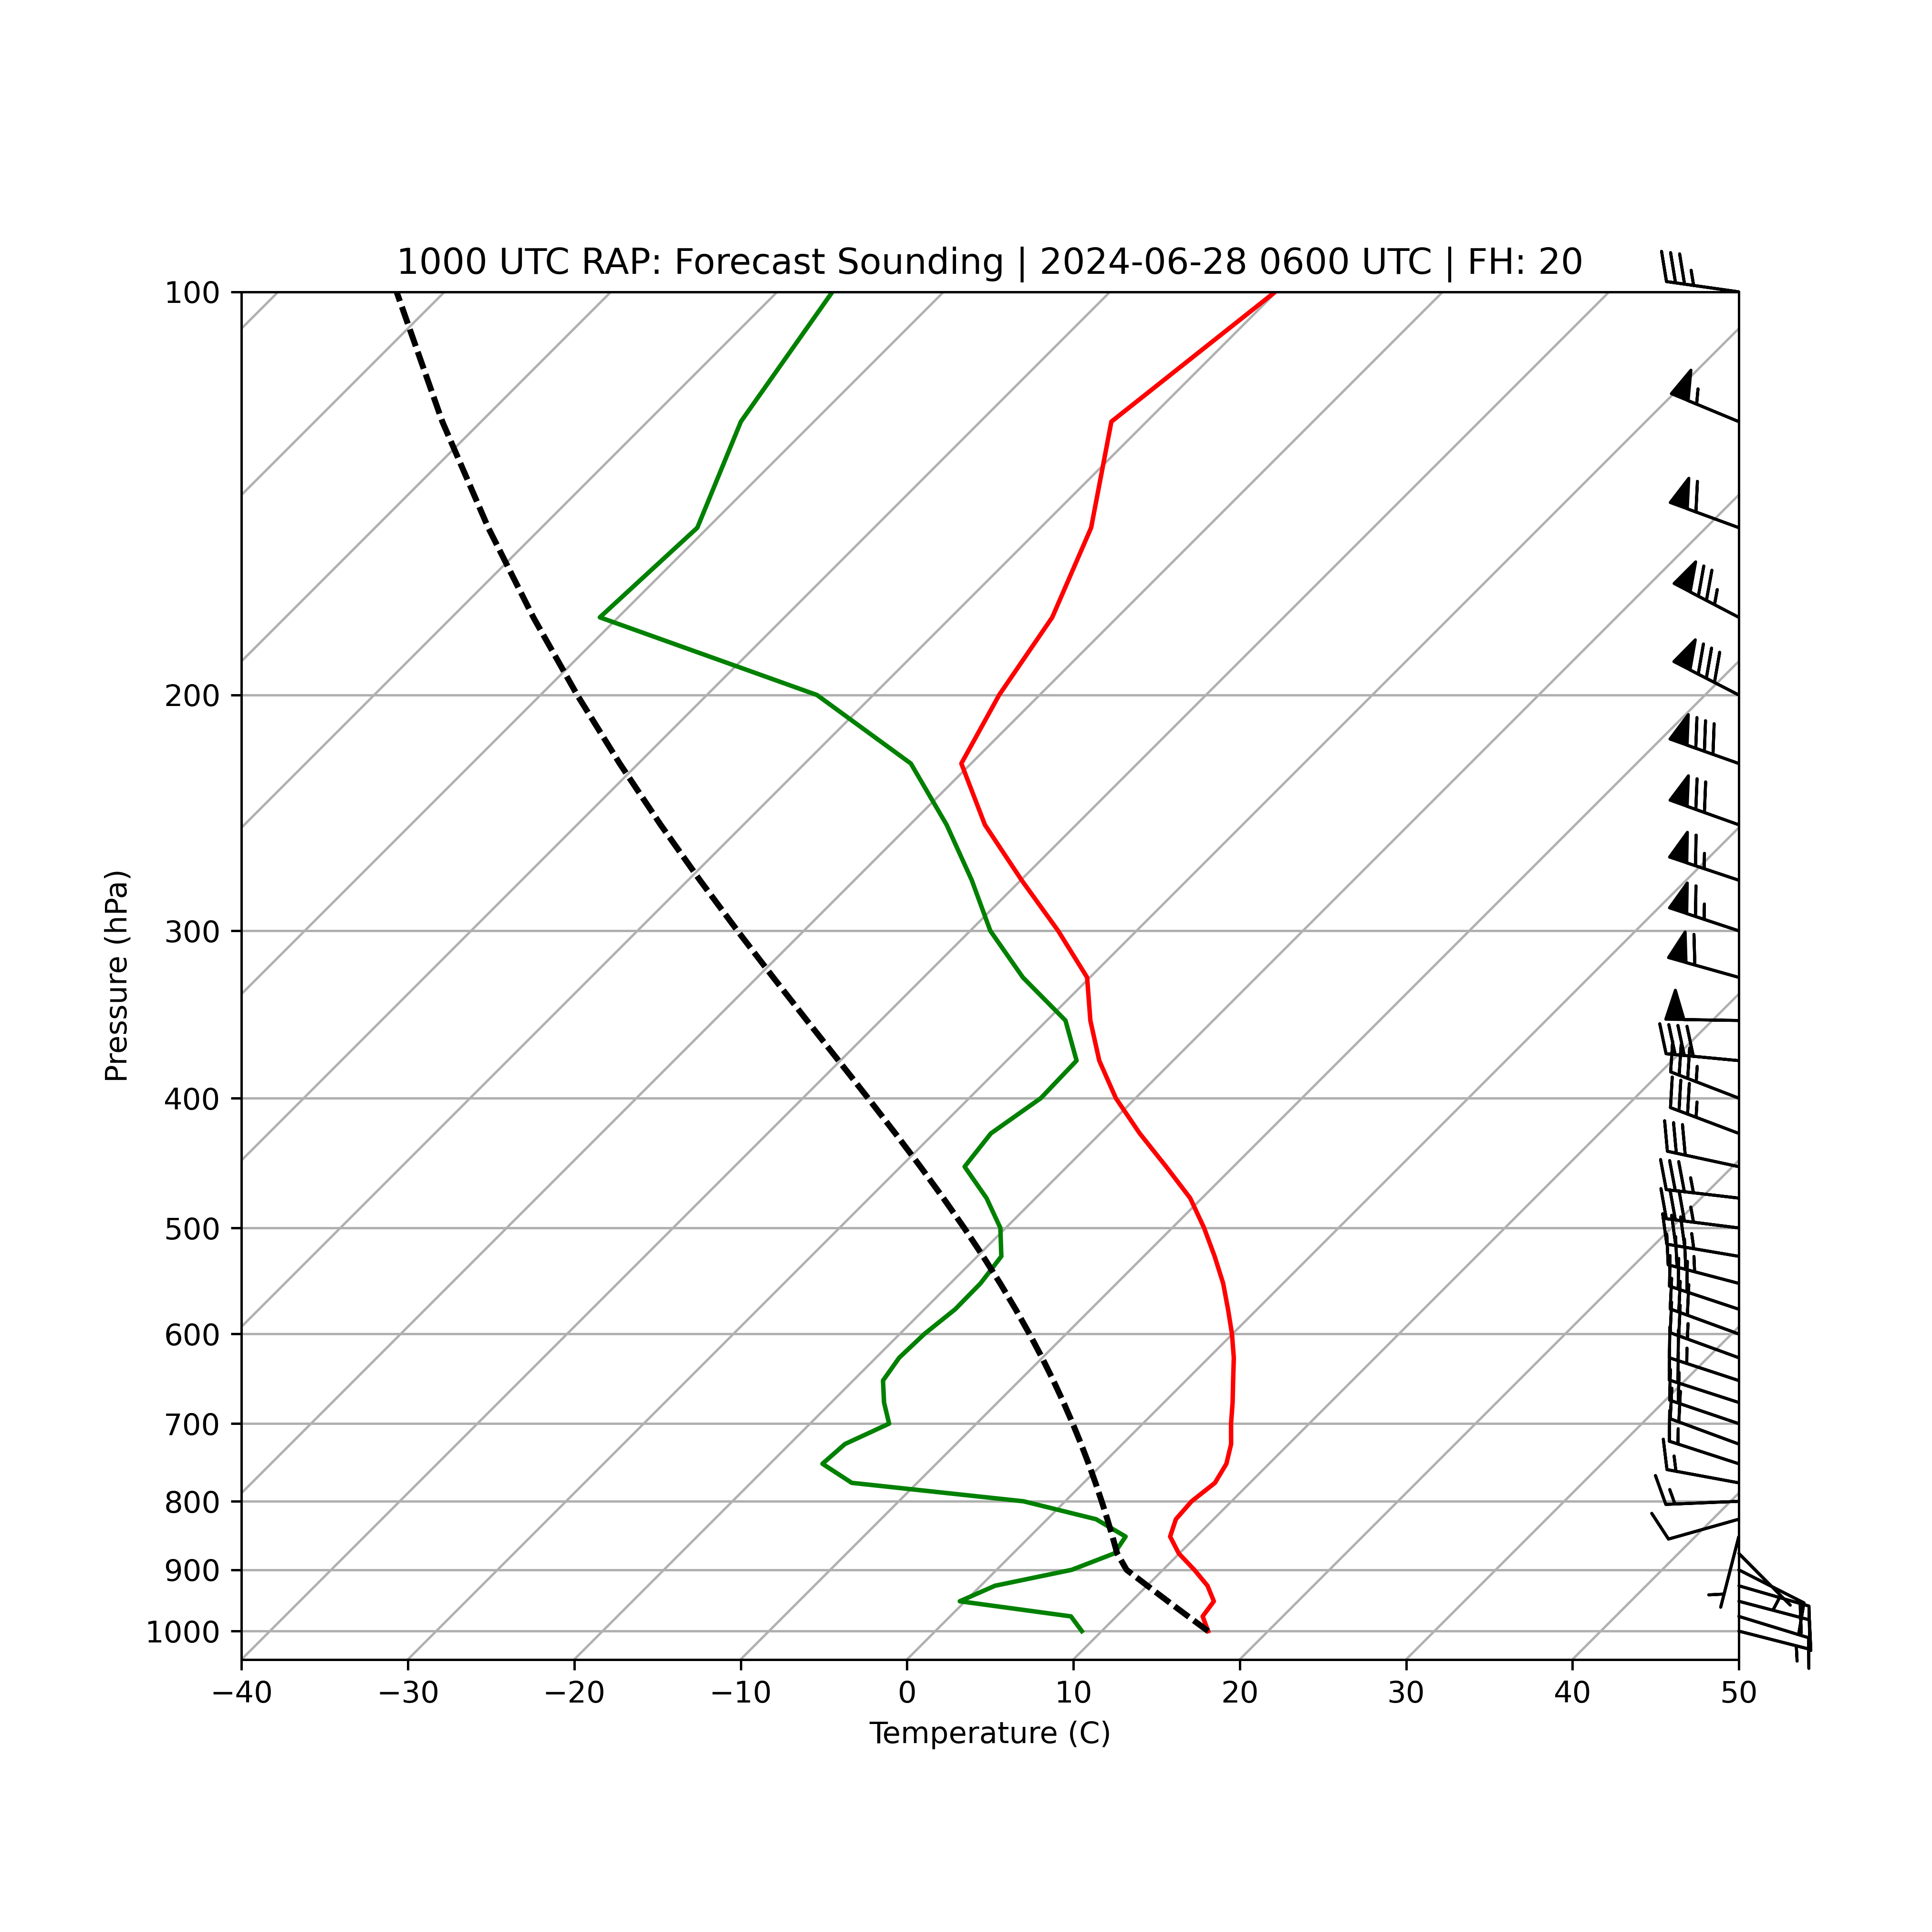 1000 UTC RAP: Forecast Sounding | 2024-06-28 0600 UTC | FH: 20
100
200
300
400
500
600
700
800
900
1000
Pressure (hPa)
−40 −30 −20 −10 0 10 20 30 40 50
Temperature (C)